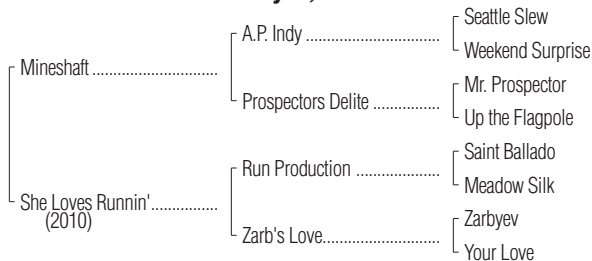 Seattle Slew
A.P. Indy
Weekend Surprise
Mineshaft
Mr. Prospector
Prospectors Delite
Up the Flagpole
Saint Ballado
Run Production
Meadow Silk
She Loves Runnin'
(2010)
Zarbyev
Zarb's Love
Your Love